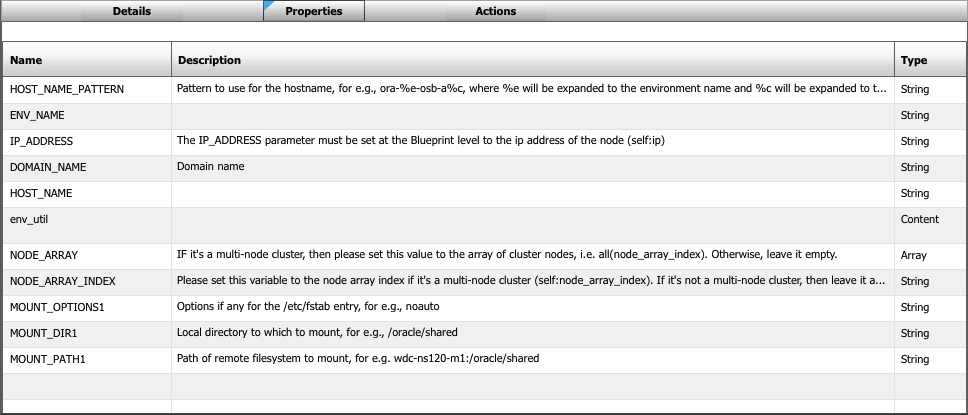 Details Properties Actions
Name Description Type
HOST_NAME_PATTERN Pattern to use for the hostname, for e.g., ora-%e-osb-a%c, where %e will be expanded to the environment name and %c will be expanded to t... String
ENV_NAME String
IP_ADDRESS The IP_ADDRESS parameter must be set at the Blueprint level to the ip address of the node (self:ip) String
DOMAIN_NAME Domain name String
HOST_NAME String
env_util Content
NODE_ARRAY IF it's a multi-node cluster, then please set this value to the array of cluster nodes, i.e. all(node_array_index). Otherwise, leave it empty. Array
NODE_ARRAY_INDEX Please set this variable to the node array index if it's a multi-node cluster (self:node_array_index). If it's not a multi-node cluster, then leave it a... String
MOUNT_OPTIONS1 Options if any for the /etc/fstab entry, for e.g., noauto String
MOUNT_DIR1 Local directory to which to mount, for e.g., /oracle/shared String
MOUNT_PATH1 Path of remote filesystem to mount, for e.g. wdc-ns120-m1:/oracle/shared String